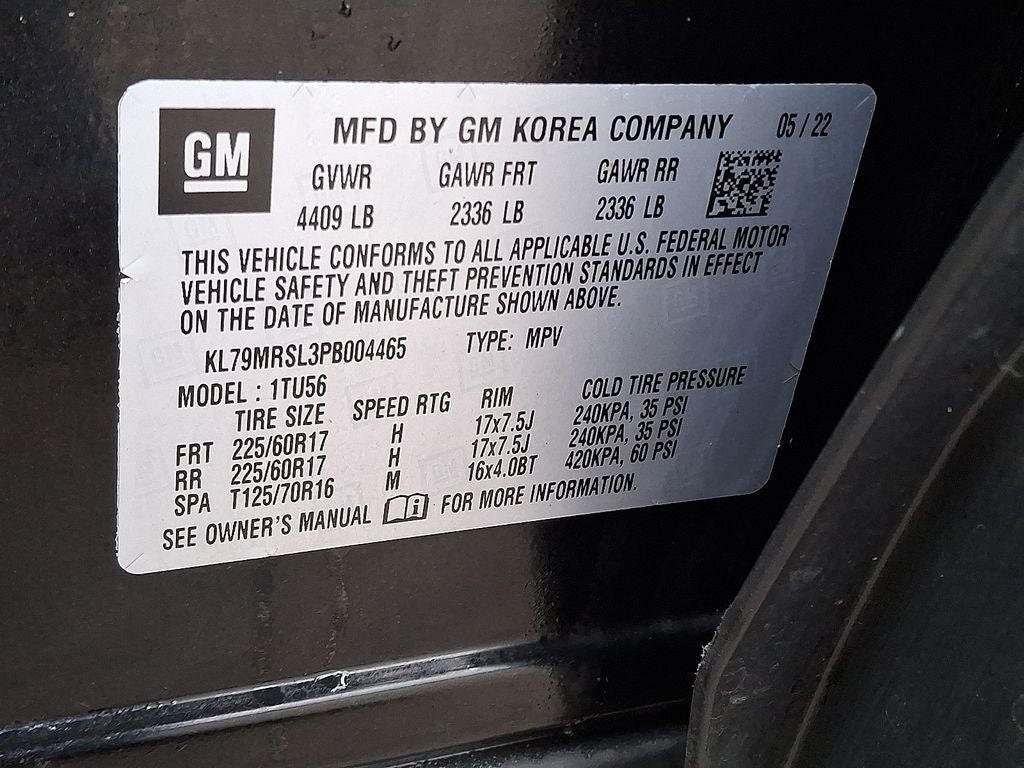 GM
MFD BY GM KOREA COMPANY 05/22
GVWR GAWR FRT GAWR RR
4409 LB 2336 LB 2336 LB
THIS VEHICLE CONFORMS TO ALL APPLICABLE U.S. FEDERAL MOTOR
VEHICLE SAFETY AND THEFT PREVENTION STANDARDS IN EFFECT
ON THE DATE OF MANUFACTURE SHOWN ABOVE.
KL79MRSL3PB004465 TYPE: MPV
MODEL : 1TU56
TIRE SIZE SPEED RTG RIM COLD TIRE PRESSURE
FRT 225/60R17 H 17x7.5J 240KPA, 35 PSI
RR 225/60R17 H 17x7.5J 240KPA, 35 PSI
SPA T125/70R16 M 16x4.0BT 420KPA, 60 PSI
SEE OWNER'S MANUAL i FOR MORE INFORMATION.